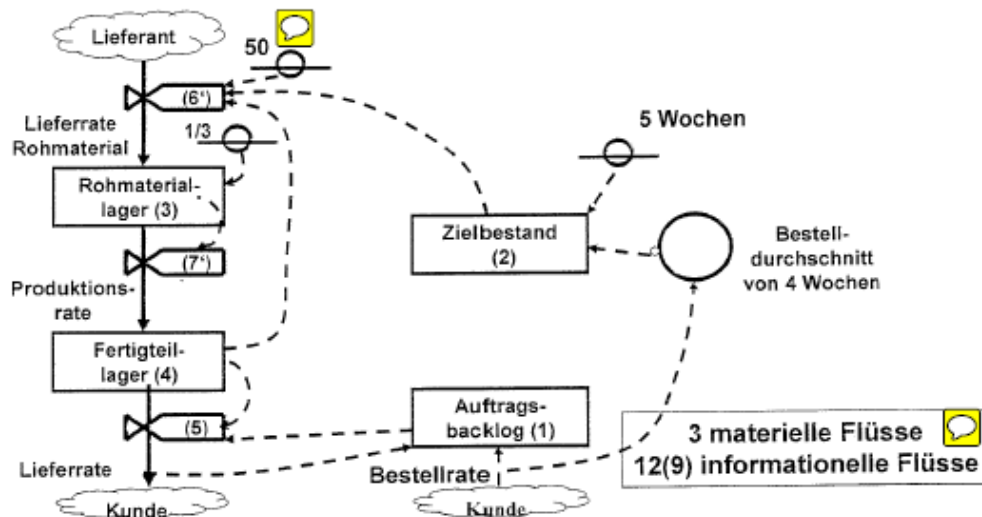 Lieferant
50
(6')
Lieferrate
Rohmaterial
1/3
5 Wochen
Rohmaterial-
lager (3)
Zielbestand
(2)
Bestell-
durchschnitt
von 4 Wochen
(7')
Produktions-
rate
Fertigteil-
lager (4)
Auftrags-
backlog (1)
(5)
3 materielle Flüsse
12(9) informationelle Flüsse
Lieferrate
Bestellrate
Kunde
Kunde